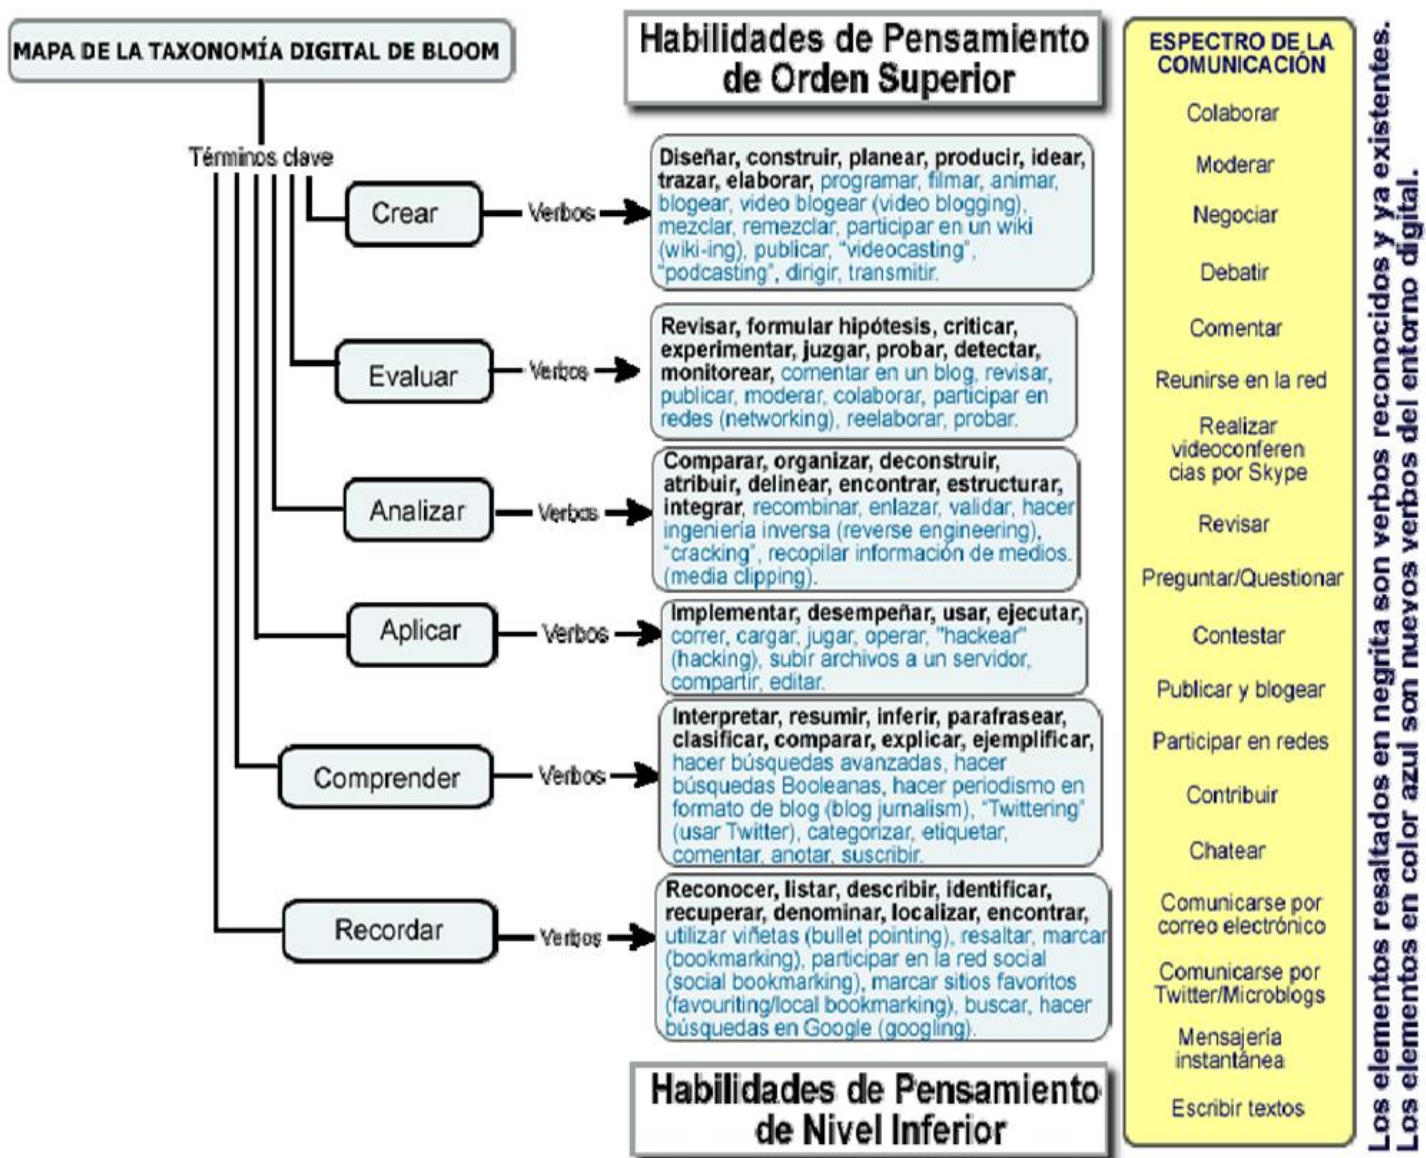 MAPA DE LA TAXONOMÍA DIGITAL DE BLOOM
Términos clave
Habilidades de Pensamiento
de Orden Superior
Crear
Verbos
Diseñar, construir, planear, producir, idear,
trazar, elaborar, programar, filmar, animar,
blogear, video blogear (video blogging),
mezclar, remezclar, participar en un wiki
(wiki-ing), publicar, “videocasting”,
“podcasting”, dirigir, transmitir.
Evaluar
Verbos
Revisar, formular hipótesis, criticar,
experimentar, juzgar, probar, detectar,
monitorear, comentar en un blog, revisar,
publicar, moderar, colaborar, participar en
redes (networking), reelaborar, probar.
Analizar
Verbos
Comparar, organizar, deconstruir,
atribuir, delinear, encontrar, estructurar,
integrar, recombinar, enlazar, validar, hacer
ingeniería inversa (reverse engineering),
“cracking”, recopilar información de medios.
(media clipping).
Aplicar
Verbos
Implementar, desempeñar, usar, ejecutar,
correr, cargar, jugar, operar, "hackear"
(hacking), subir archivos a un servidor,
compartir, editar.
Comprender
Verbos
Interpretar, resumir, inferir, parafrasear,
clasificar, comparar, explicar, ejemplificar,
hacer búsquedas avanzadas, hacer
búsquedas Booleanas, hacer periodismo en
formato de blog (blog jurnalism), “Twittering”
(usar Twitter), categorizar, etiquetar,
comentar, anotar, suscribir.
Recordar
Verbos
Reconocer, listar, describir, identificar,
recuperar, denominar, localizar, encontrar,
utilizar viñetas (bullet pointing), resaltar, marcar
(bookmarking), participar en la red social
(social bookmarking), marcar sitios favoritos
(favouriting/local bookmarking), buscar, hacer
búsquedas en Google (googling).
Habilidades de Pensamiento
de Nivel Inferior
ESPECTRO DE LA
COMUNICACIÓN
Colaborar
Moderar
Negociar
Debatir
Comentar
Reunirse en la red
Realizar
videoconferen
cias por Skype
Revisar
Preguntar/Questionar
Contestar
Publicar y blogear
Participar en redes
Contribuir
Chatear
Comunicarse por
correo electrónico
Comunicarse por
Twitter/Microblogs
Mensajería
instantánea
Escribir textos
Los elementos resaltados en negrita son verbos reconocidos y ya existentes.
Los elementos en color azul son nuevos verbos del entorno digital.